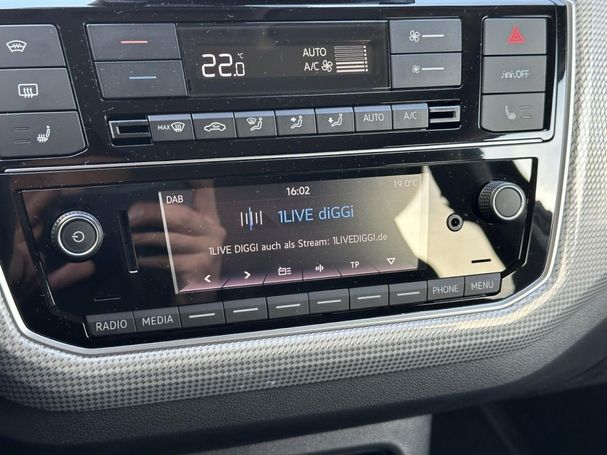 22.0 °C
AUTO
A/C
OFF
MAX
AUTO
A/C
DAB
16:02
19.0°C
1LIVE diGGi
1LIVE DIGGI auch als Stream: 1LIVEDIGGI.de
TP
RADIO
MEDIA
PHONE
MENU